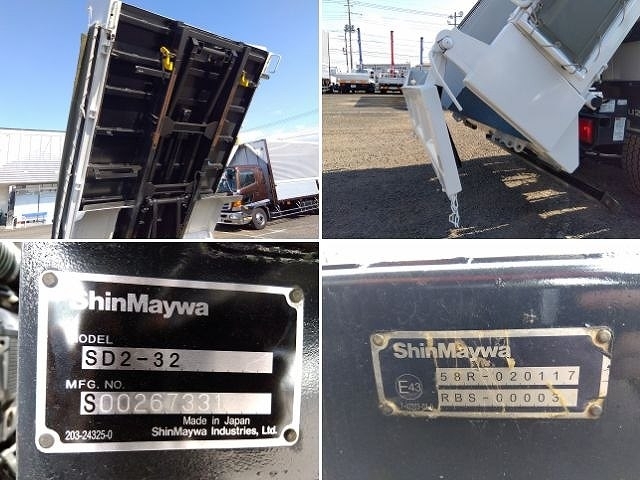 ShinMaywa
MODEL
SD2-32
MFG. NO.
S00267331
Made in Japan
203-24325-0 ShinMaywa Industries, Ltd.
ShinMaywa
58R-020117
E43
RBS-00003